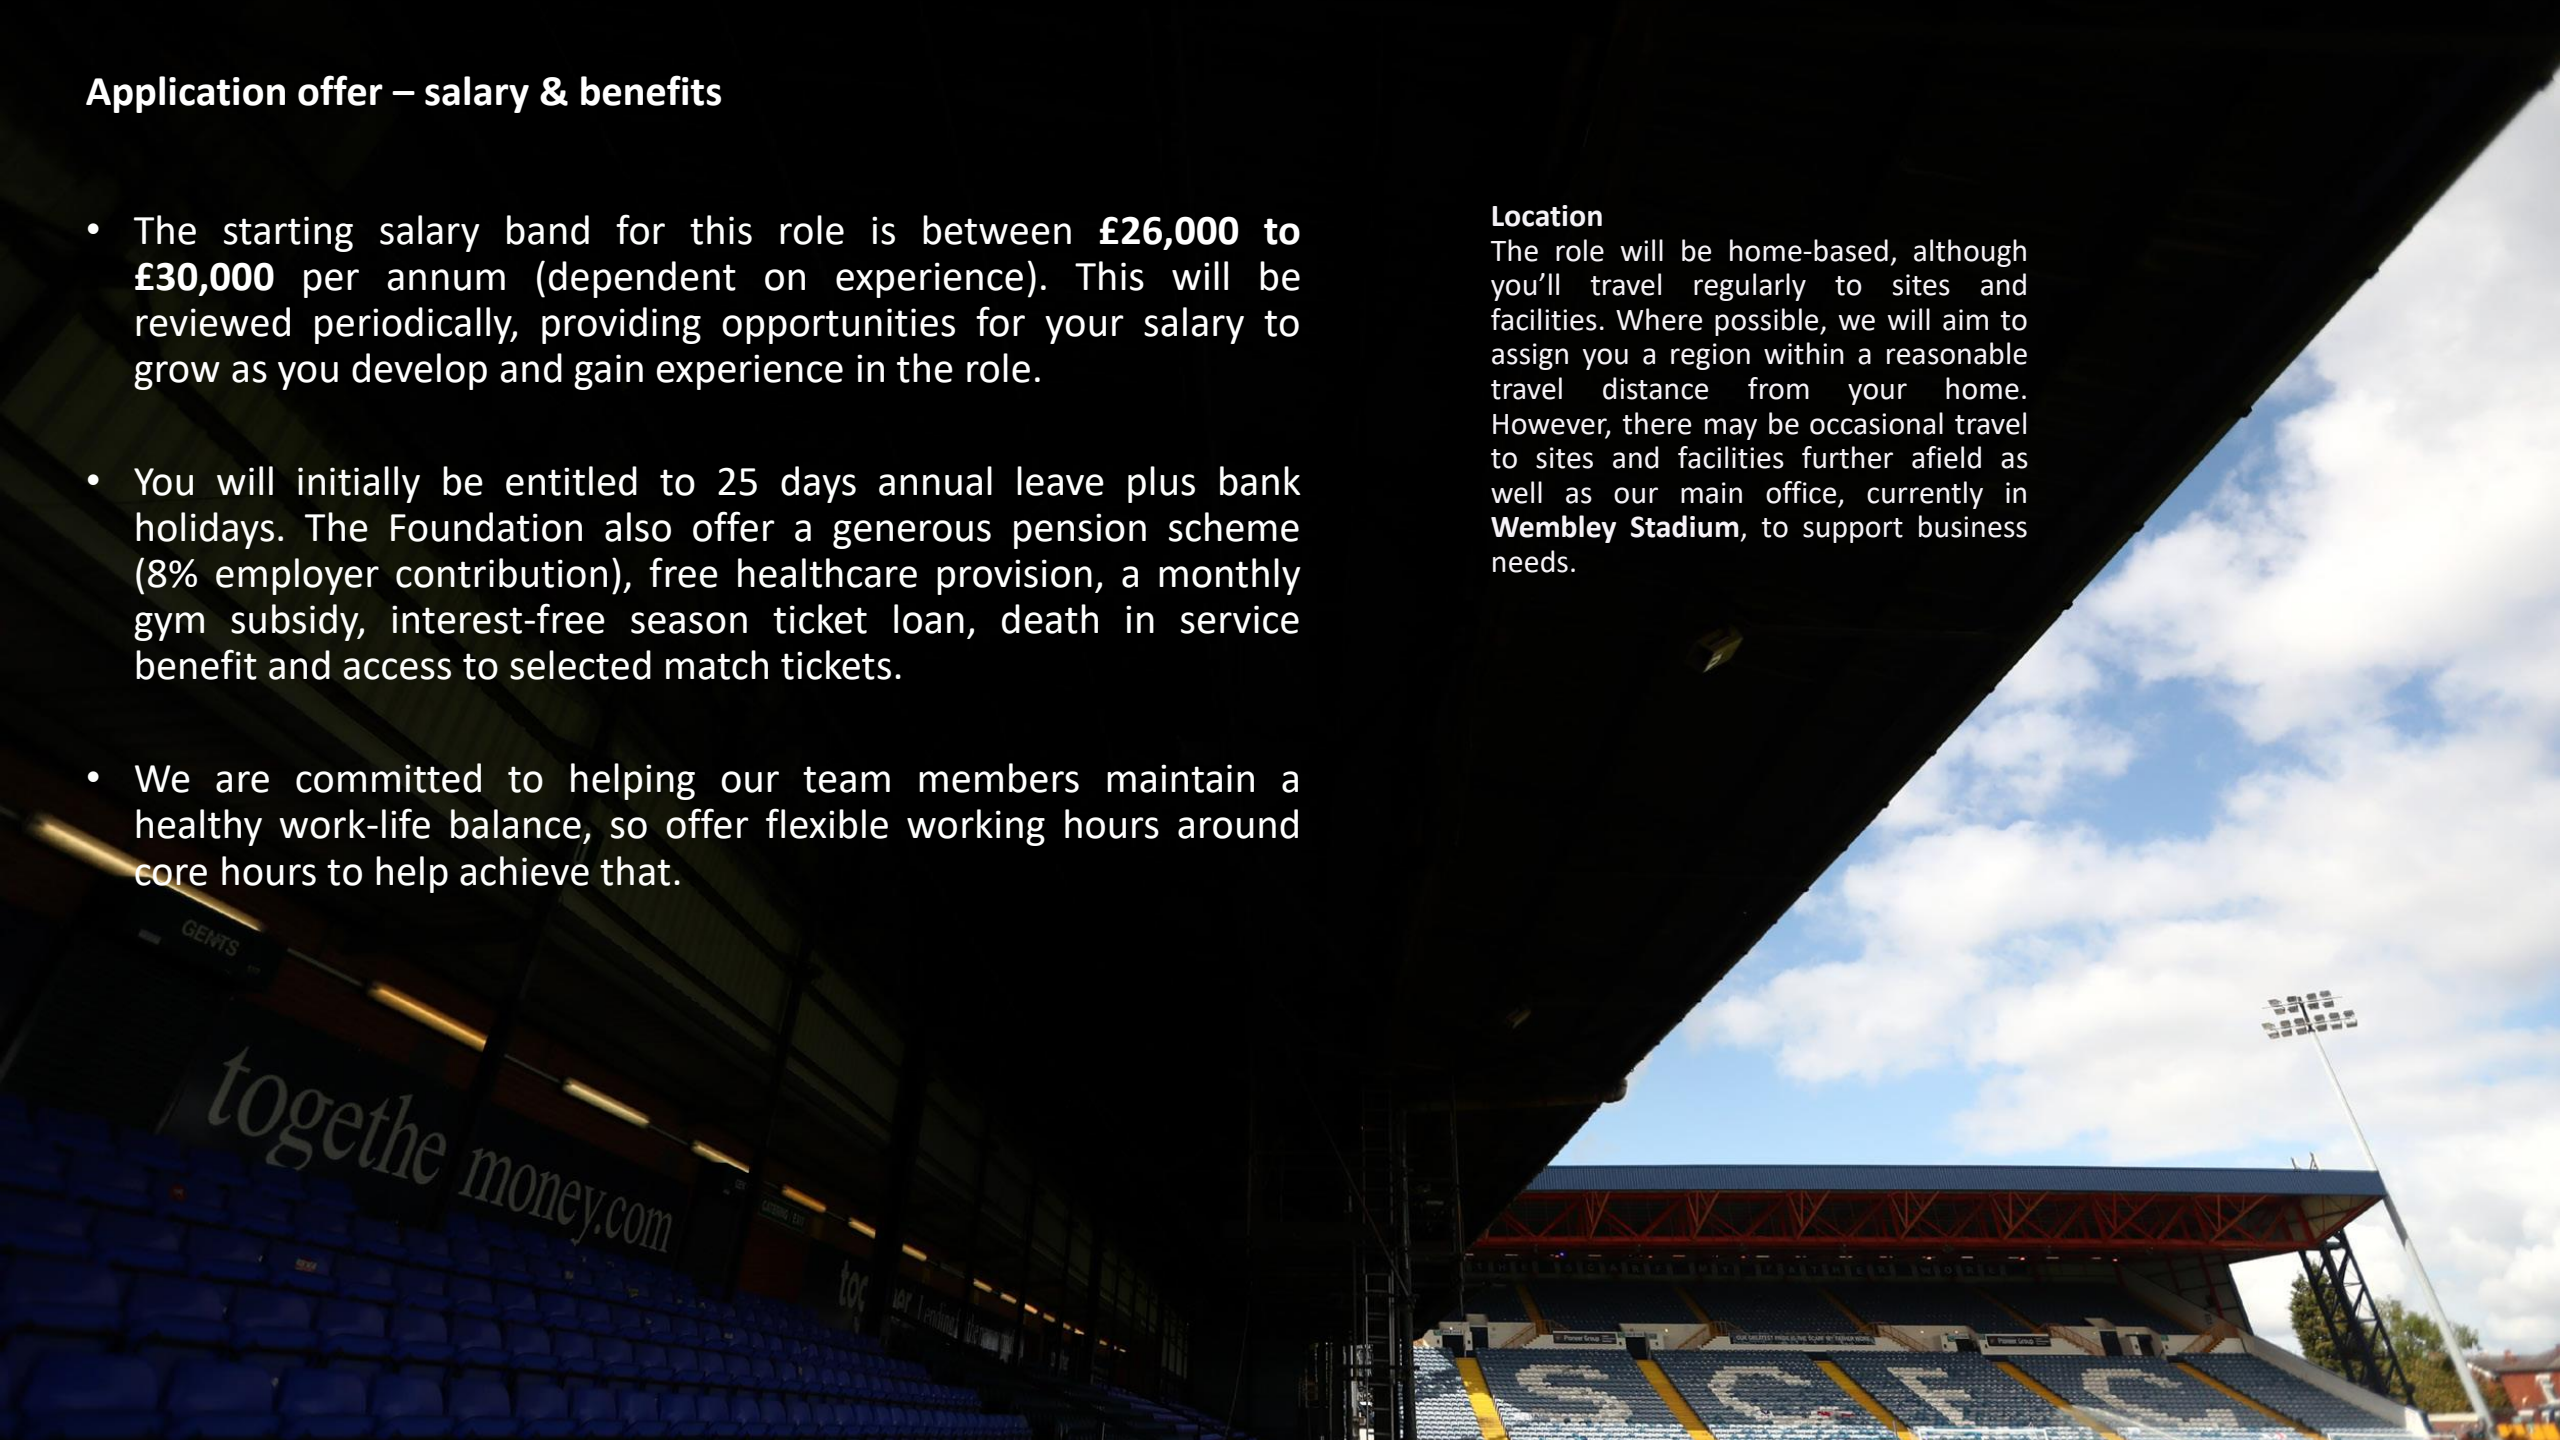 Application offer – salary & benefits
• The starting salary band for this role is between £26,000 to
£30,000 per annum (dependent on experience). This will be
reviewed periodically, providing opportunities for your salary to
grow as you develop and gain experience in the role.
• You will initially be entitled to 25 days annual leave plus bank
holidays. The Foundation also offer a generous pension scheme
(8% employer contribution), free healthcare provision, a monthly
gym subsidy, interest-free season ticket loan, death in service
benefit and access to selected match tickets.
• We are committed to helping our team members maintain a
healthy work-life balance, so offer flexible working hours around
core hours to help achieve that.
Location
The role will be home-based, although
you’ll travel regularly to sites and
facilities. Where possible, we will aim to
assign you a region within a reasonable
travel distance from your home.
However, there may be occasional travel
to sites and facilities further afield as
well as our main office, currently in
Wembley Stadium, to support business
needs.
GENTS
togethe money.com
THE SCARF MY FATHER WORE
Pioneer Group
Pioneer Group
SCFC